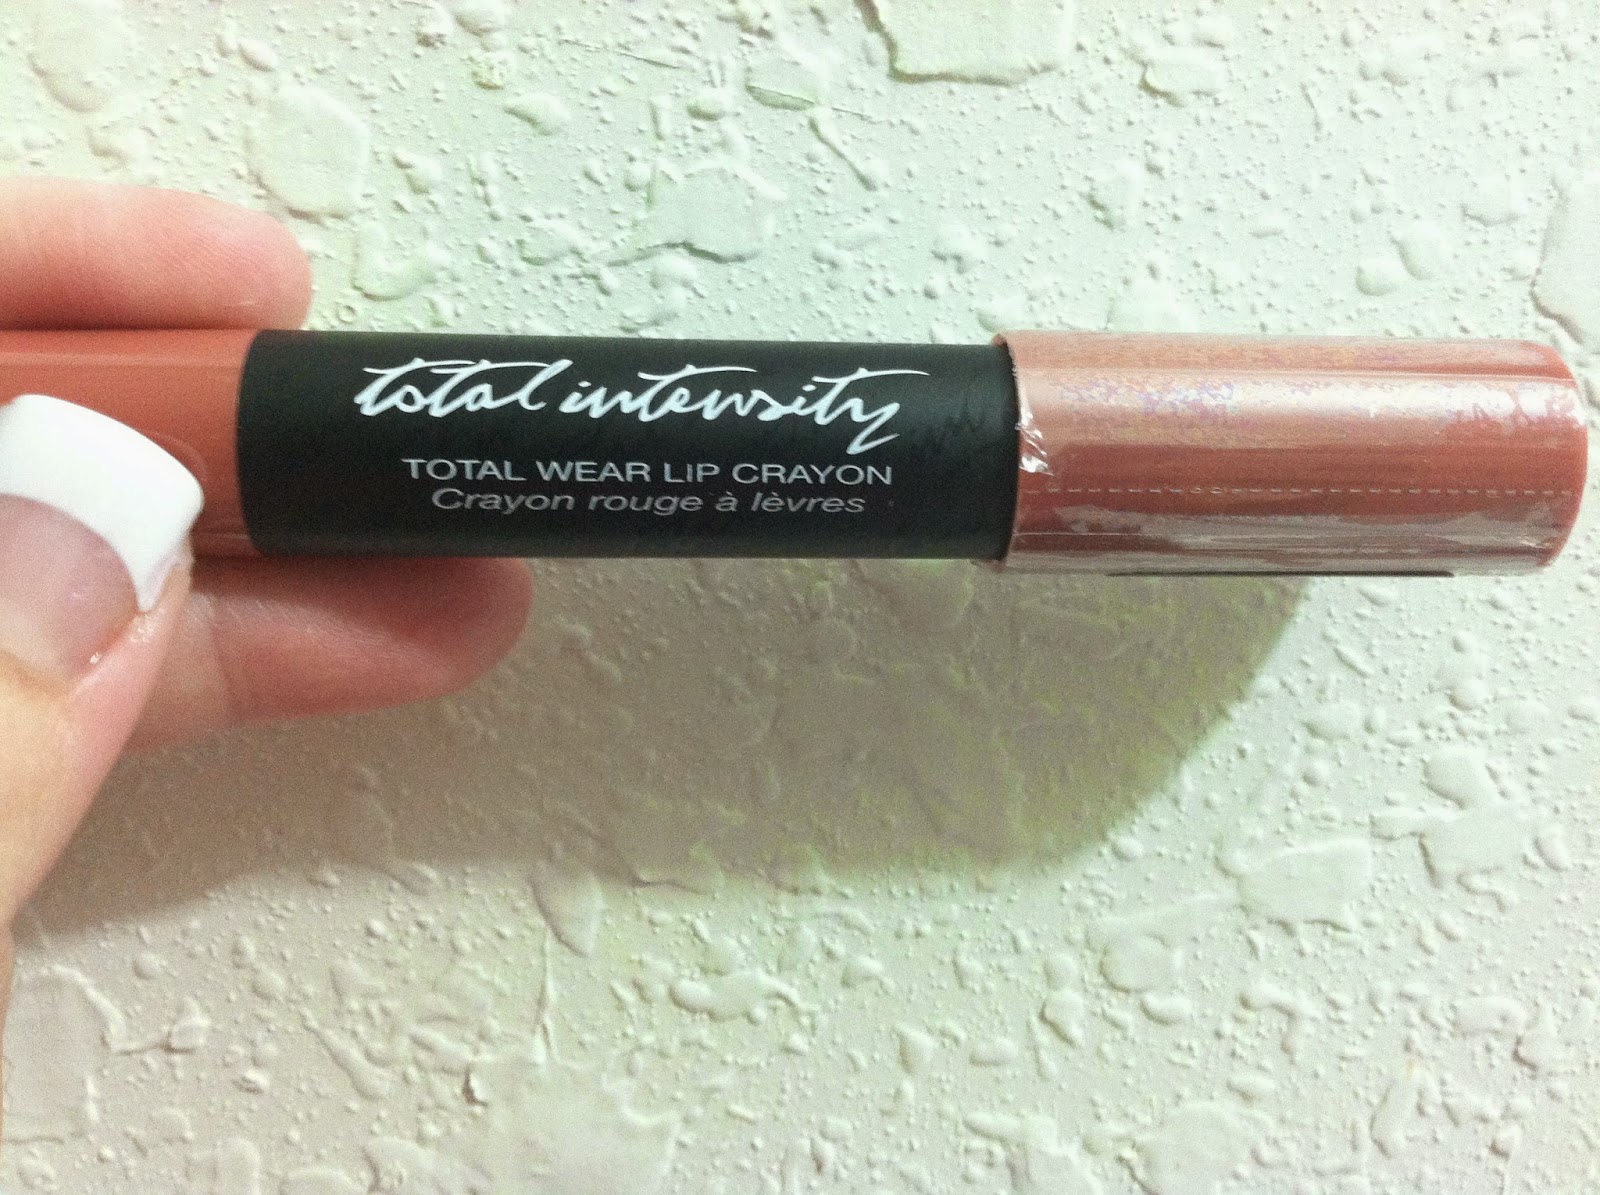 total intensity
TOTAL WEAR LIP CRAYON
Crayon rouge à lèvres